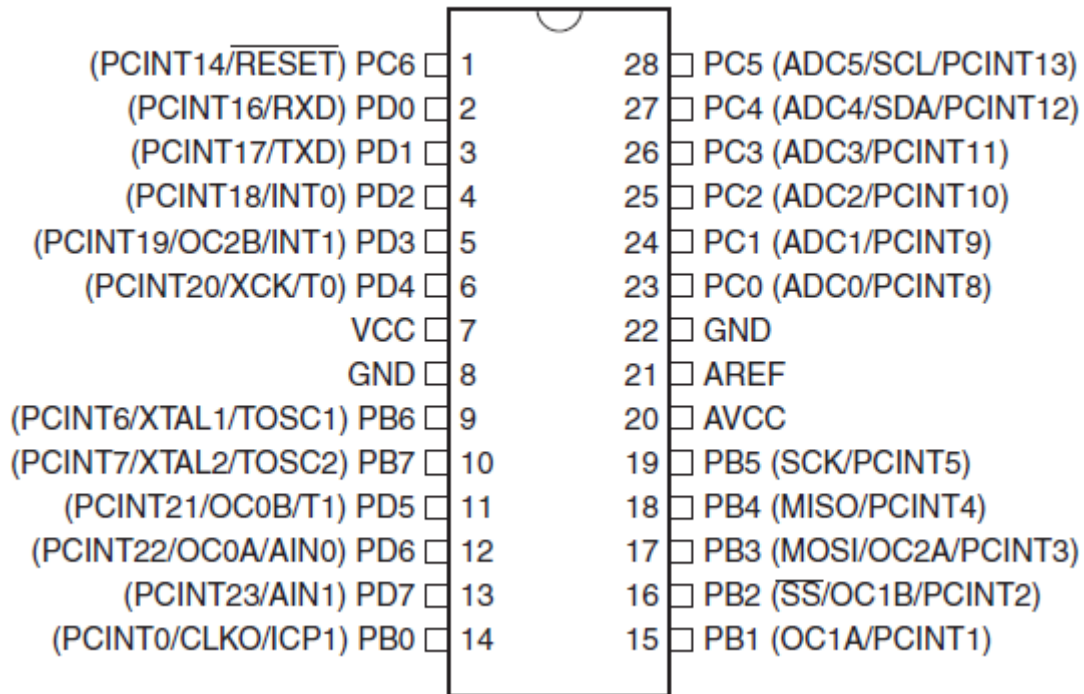 (PCINT14/RESET) PC6 1 28 PC5 (ADC5/SCL/PCINT13)
(PCINT16/RXD) PD0 2 27 PC4 (ADC4/SDA/PCINT12)
(PCINT17/TXD) PD1 3 26 PC3 (ADC3/PCINT11)
(PCINT18/INT0) PD2 4 25 PC2 (ADC2/PCINT10)
(PCINT19/OC2B/INT1) PD3 5 24 PC1 (ADC1/PCINT9)
(PCINT20/XCK/T0) PD4 6 23 PC0 (ADC0/PCINT8)
VCC 7 22 GND
GND 8 21 AREF
(PCINT6/XTAL1/TOSC1) PB6 9 20 AVCC
(PCINT7/XTAL2/TOSC2) PB7 10 19 PB5 (SCK/PCINT5)
(PCINT21/OC0B/T1) PD5 11 18 PB4 (MISO/PCINT4)
(PCINT22/OC0A/AIN0) PD6 12 17 PB3 (MOSI/OC2A/PCINT3)
(PCINT23/AIN1) PD7 13 16 PB2 (SS/OC1B/PCINT2)
(PCINT0/CLKO/ICP1) PB0 14 15 PB1 (OC1A/PCINT1)